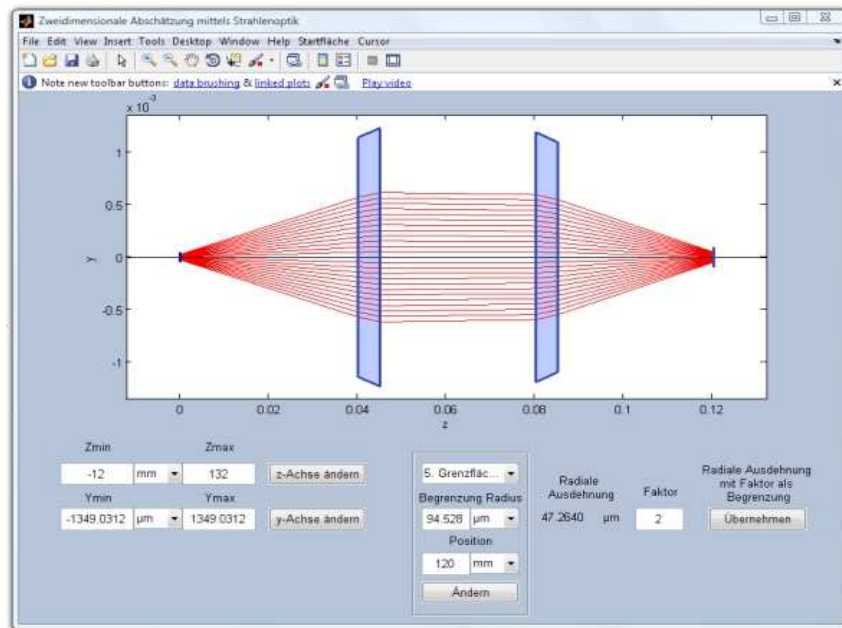 Zweidimensionale Abschätzung mittels Strahlenoptik
File Edit View Insert Tools Desktop Window Help Startfläche Cursor
Note new toolbar buttons: data brushing & linked plots Play video
x 10⁻³
1
0.5
0
-0.5
-1
y
0 0.02 0.04 0.06 0.08 0.1 0.12
z
Zmin Zmax
-12 mm 132 z-Achse ändern
Ymin Ymax
-1349.0312 µm 1349.0312 y-Achse ändern
5. Grenzfläc...
Begrenzung Radius
94.528 µm
Position
120 mm
Ändern
Radiale
Ausdehnung
47.2640 µm
Faktor
2
Radiale Ausdehnung
mit Faktor als
Begrenzung
Übernehmen